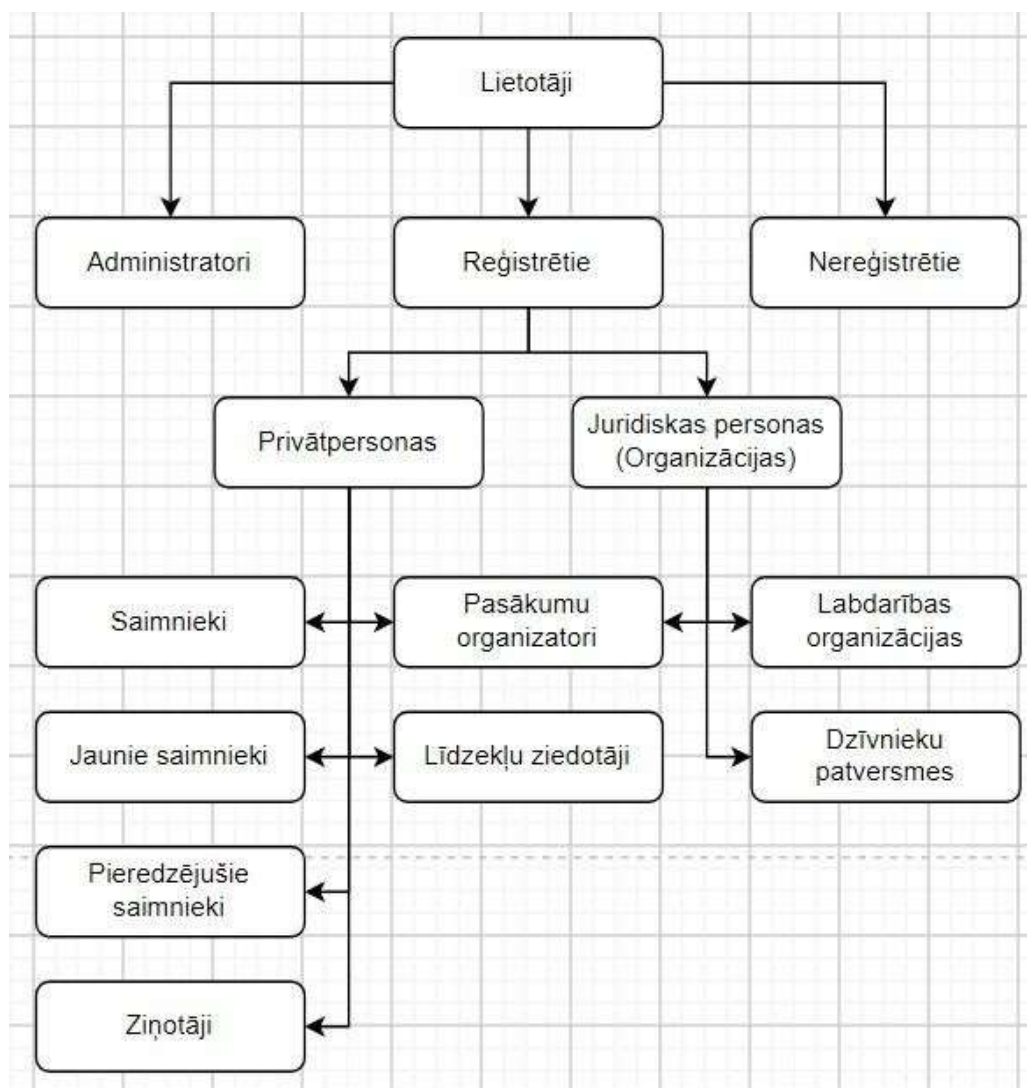 Lietotāji
Administratori
Reģistrētie
Nereģistrētie
Privātpersonas
Juridiskas personas
(Organizācijas)
Saimnieki
Pasākumu
organizatori
Labdarības
organizācijas
Jaunie saimnieki
Līdzekļu ziedotāji
Dzīvnieku
patversmes
Pieredzējušie
saimnieki
Ziņotāji